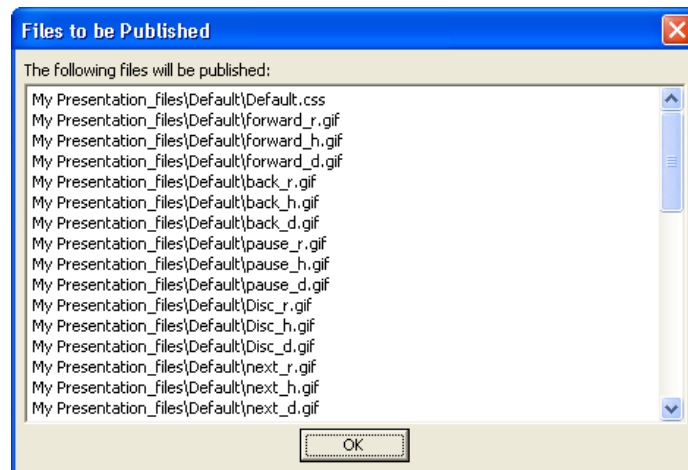 Files to be Published
The following files will be published:
My Presentation_files\Default\Default.css
My Presentation_files\Default\forward_r.gif
My Presentation_files\Default\forward_h.gif
My Presentation_files\Default\forward_d.gif
My Presentation_files\Default\back_r.gif
My Presentation_files\Default\back_h.gif
My Presentation_files\Default\back_d.gif
My Presentation_files\Default\pause_r.gif
My Presentation_files\Default\pause_h.gif
My Presentation_files\Default\pause_d.gif
My Presentation_files\Default\Disc_r.gif
My Presentation_files\Default\Disc_h.gif
My Presentation_files\Default\Disc_d.gif
My Presentation_files\Default\next_r.gif
My Presentation_files\Default\next_h.gif
My Presentation_files\Default\next_d.gif
OK